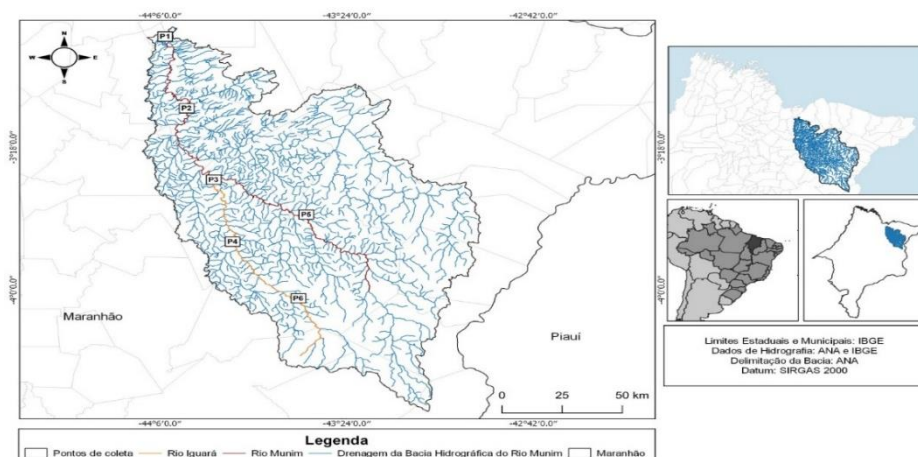 -44°6'0.0" -43°24'0.0" -42°42'0.0"
N
W E
S
P1
P2
-3°18'0.0" -3°18'0.0"
P3
P5
P4
-4°0'0.0" -4°0'0.0"
P6
Maranhão
Piauí
0 25 50 km
-44°6'0.0" -43°24'0.0" -42°42'0.0"
Limites Estaduais e Municipais: IBGE
Dados de Hidrografia: ANA e IBGE
Delimitação da Bacia: ANA
Datum: SIRGAS 2000
Legenda
Pontos de coleta Rio Iguará Rio Munim Drenagem da Bacia Hidrográfica do Rio Munim Maranhão